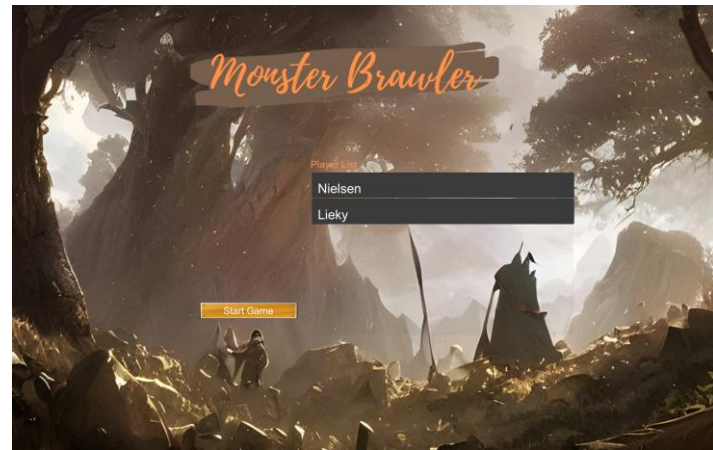 Monster Brawler
Player List
Nielsen
Lieky
Start Game